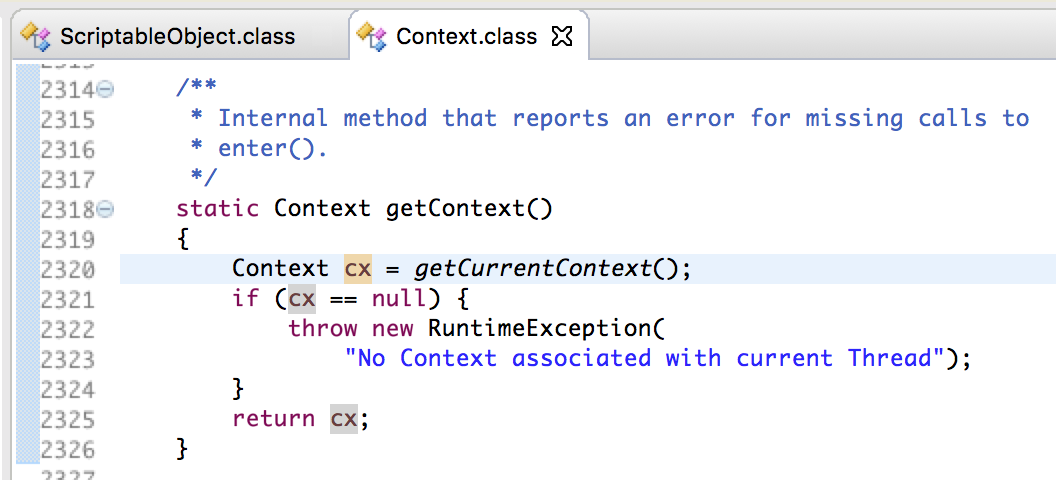 ScriptableObject.class Context.class
2314 /**
2315 * Internal method that reports an error for missing calls to
2316 * enter().
2317 */
2318 static Context getContext()
2319 {
2320 Context cx = getCurrentContext();
2321 if (cx == null) {
2322 throw new RuntimeException(
2323 "No Context associated with current Thread");
2324 }
2325 return cx;
2326 }
2327